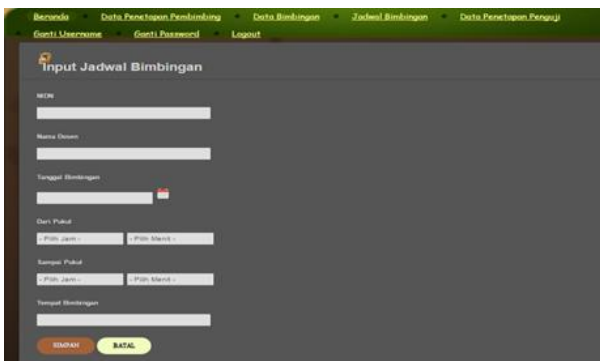 Beranda Data Penetapan Pembimbing Data Bimbingan Jadwal Bimbingan Data Penetapan Penguji
Ganti Username Ganti Password Logout
Input Jadwal Bimbingan
NIDN
Nama Dosen
Tanggal Bimbingan
Dari Pukul
- Pilih Jam - - Pilih Menit -
Sampai Pukul
- Pilih Jam - - Pilih Menit -
Tempat Bimbingan
SIMPAN BATAL